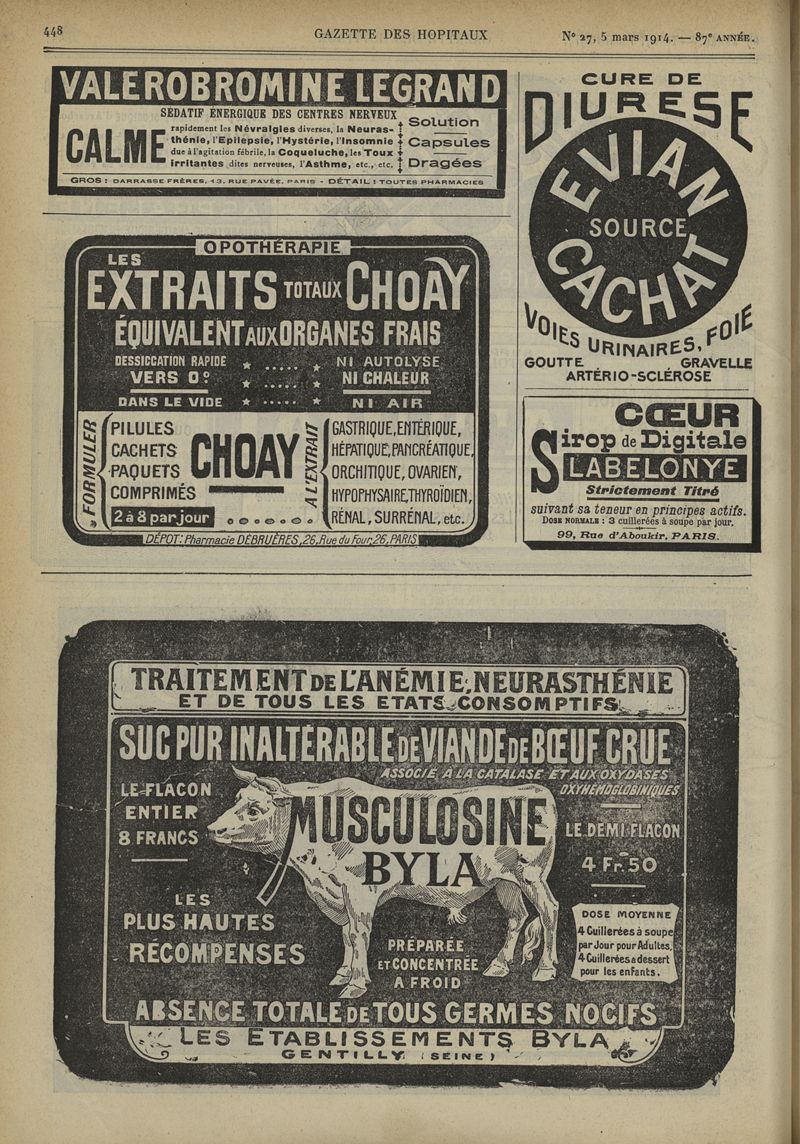 448
GAZETTE DES HOPITAUX
N° 27, 5 mars 1914. — 87e ANNÉE.
VALEROBROMINE LEGRAND
SÉDATIF ÉNERGIQUE DES CENTRES NERVEUX
CALME
rapidement les Névralgies diverses, la Neuras-
thénie, l'Epilepsie, l'Hystérie, l'Insomnie
due à l'agitation fébrile, la Coqueluche, les Toux
irritantes dites nerveuses, l'Asthme, etc., etc.
Solution
Capsules
Dragées
GROS : DARRASSE FRÈRES, 13, RUE PAVÉE, PARIS - DÉTAIL : TOUTES PHARMACIES
OPOTHÉRAPIE
LES
EXTRAITS TOTAUX CHOAY
ÉQUIVALENT AUX ORGANES FRAIS
DESSICCATION RAPIDE ★ ..... ★ NI AUTOLYSE
VERS 0° ★ ..... ★ NI CHALEUR
DANS LE VIDE ★ ..... ★ NI AIR
FORMULER
PILULES
CACHETS
PAQUETS
COMPRIMÉS
2 à 8 par jour
CHOAY
A L'EXTRAIT
GASTRIQUE, ENTÉRIQUE,
HÉPATIQUE, PANCRÉATIQUE,
ORCHITIQUE, OVARIEN,
HYPOPHYSAIRE, THYROÏDIEN,
RÉNAL, SURRÉNAL, etc.
DÉPOT: Pharmacie DEBRUÈRES, 26, Rue du Four, 26, PARIS
CURE DE
DIURESE
EVIAN
SOURCE
CACHAT
VOIES URINAIRES, FOIE
GOUTTE GRAVELLE
ARTÉRIO-SCLÉROSE
CŒUR
Sirop de Digitale
LABELONYE
Strictement Titré
suivant sa teneur en principes actifs.
DOSE NORMALE : 3 cuillerées à soupe par jour.
99, Rue d'Aboukir, PARIS.
TRAITEMENT DE L'ANÉMIE, NEURASTHÉNIE
ET DE TOUS LES ETATS CONSOMPTIFS
SUC PUR INALTÉRABLE DE VIANDE DE BŒUF CRUE
ASSOCIÉ A LA CATALASE ET AUX OXYDASES
OXYHÉMOGLOBINIQUES
LE FLACON
ENTIER
8 FRANCS
MUSCULOSINE
BYLA
LE DEMI FLACON
4 Fr. 50
LES
PLUS HAUTES
RÉCOMPENSES
PRÉPARÉE
ET CONCENTRÉE
A FROID
DOSE MOYENNE
4 Cuillerées à soupe
par Jour pour Adultes.
4 Cuillerées à dessert
pour les enfants.
ABSENCE TOTALE DE TOUS GERMES NOCIFS
LES ETABLISSEMENTS BYLA
GENTILLY (SEINE)